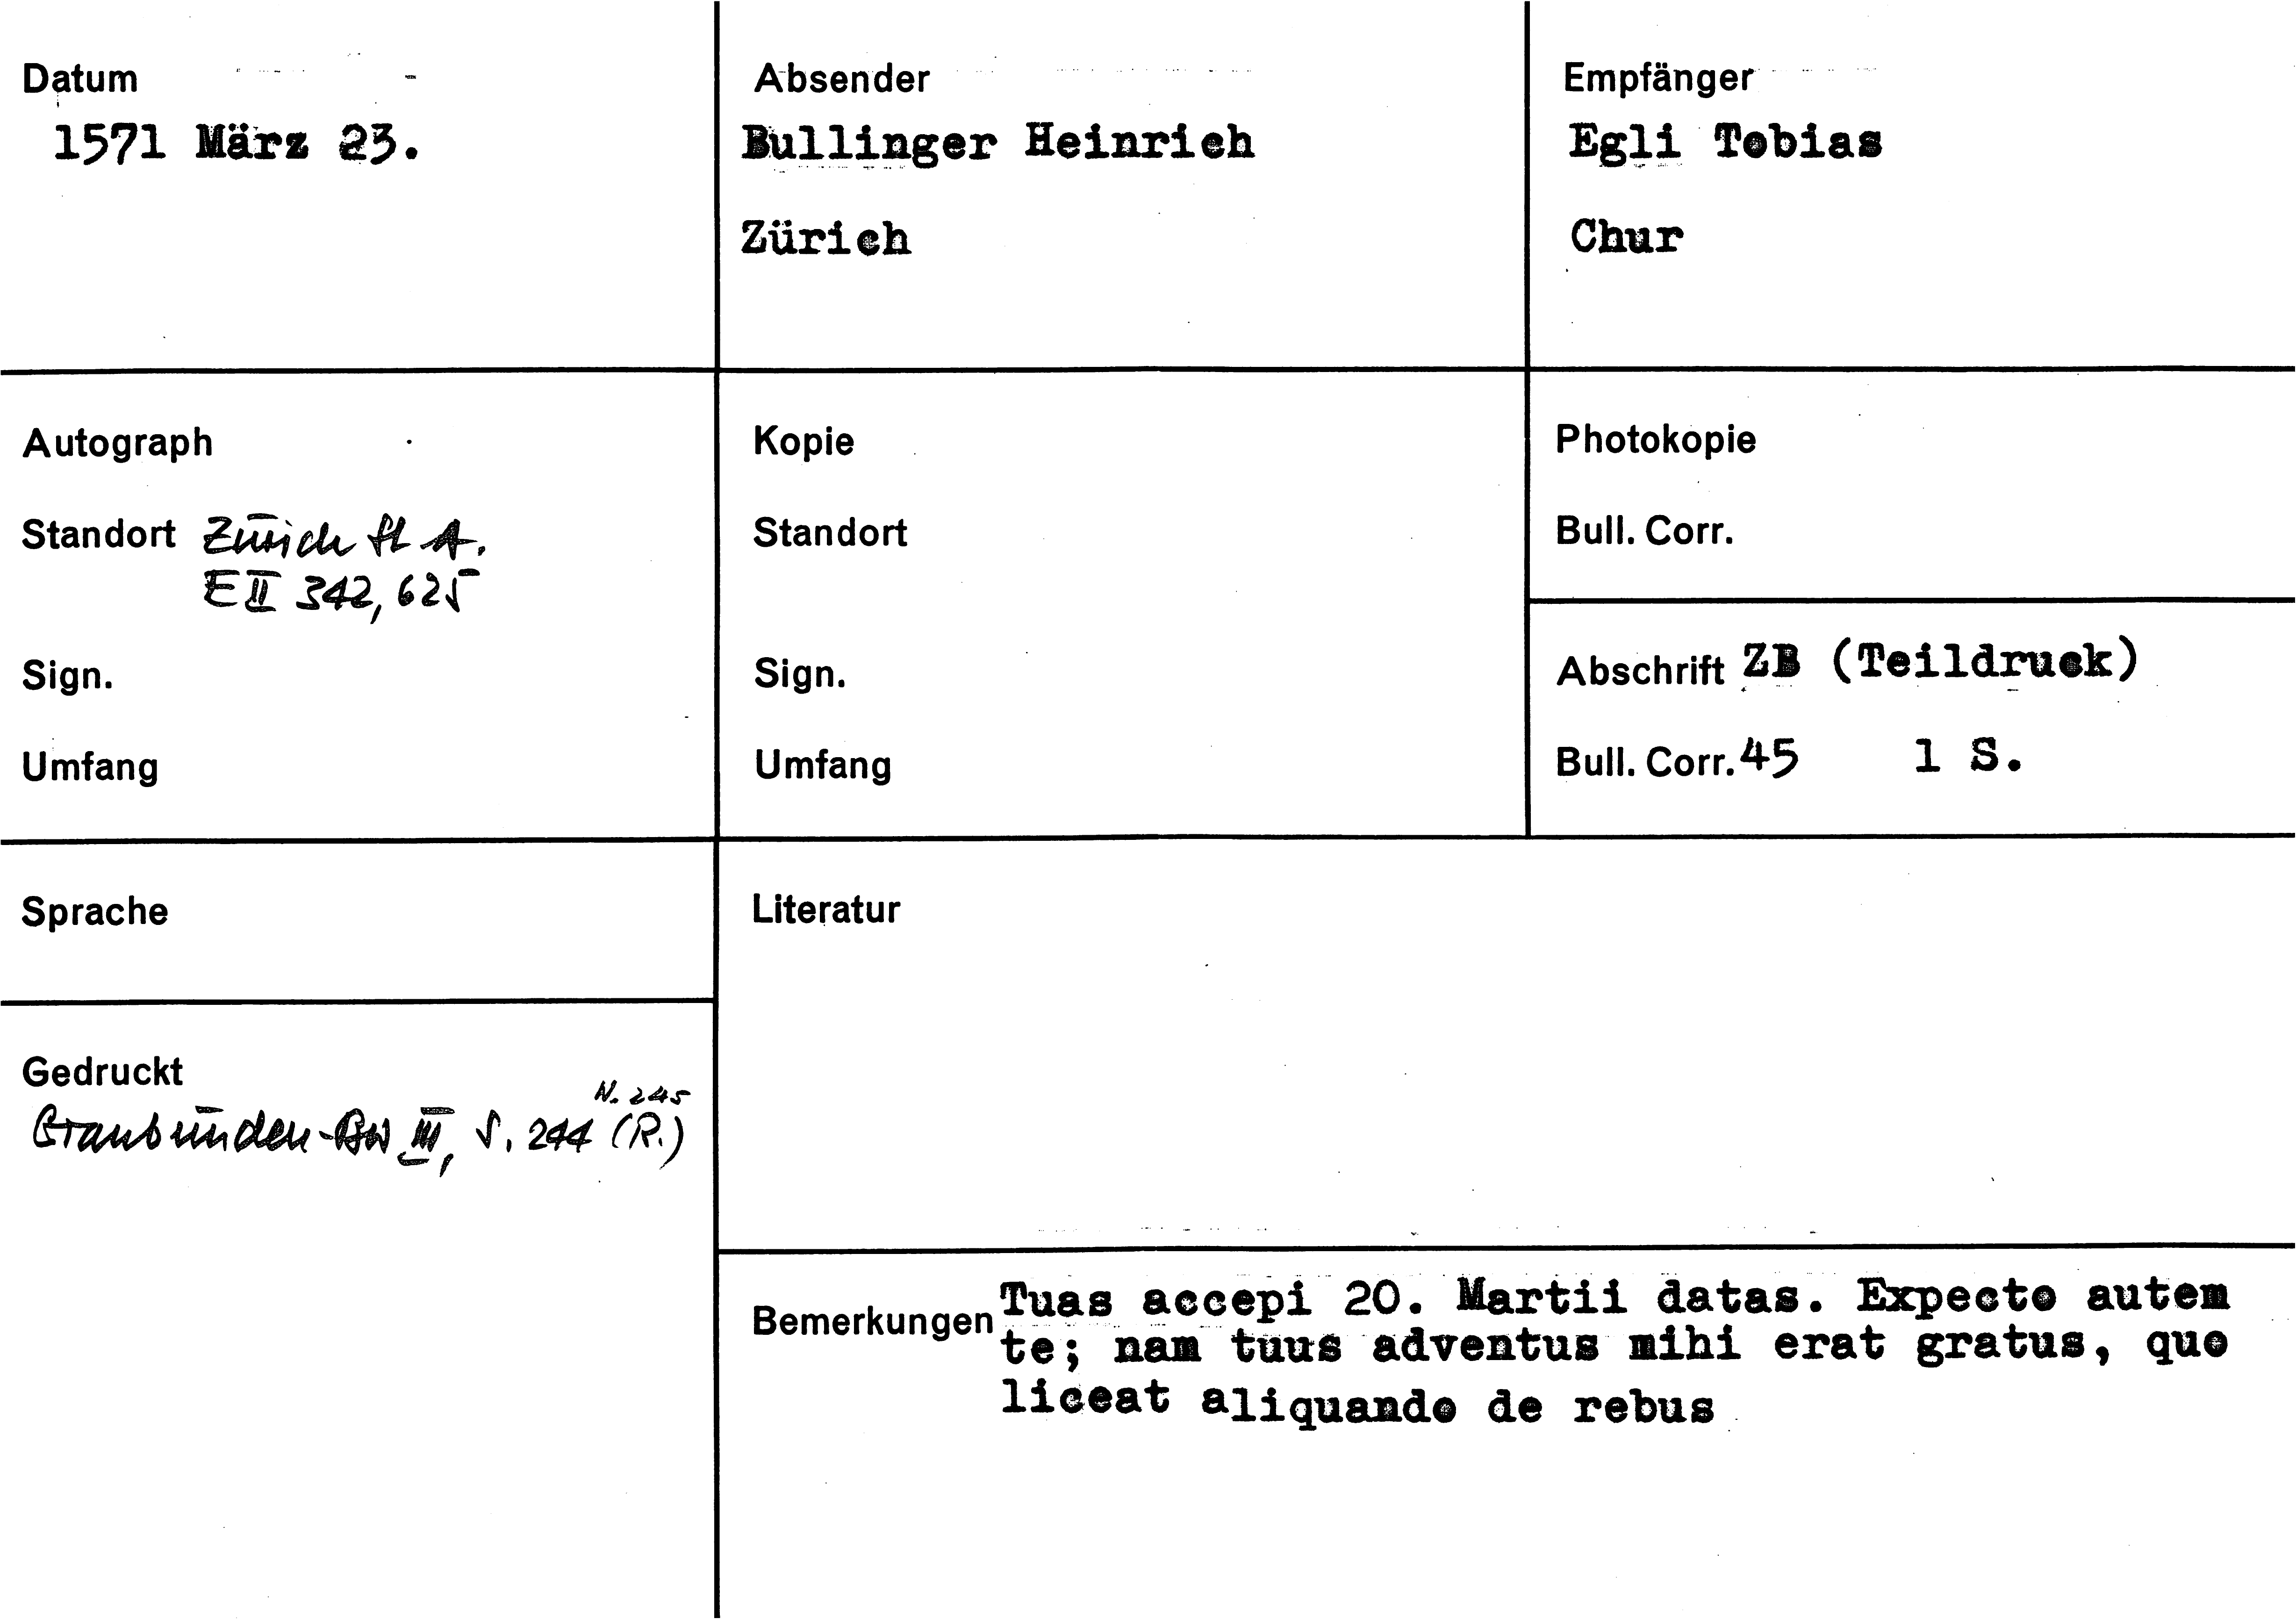 Datum
1571 März 23.
Absender
Bullinger Heinrich
Zürich
Empfänger
Egli Tobias
Chur
Autograph
Standort Zürich StA.
E II 342, 625
Sign.
Umfang
Kopie
Standort
Sign.
Umfang
Photokopie
Bull. Corr.
Abschrift ZB (Teildruck)
Bull. Corr. 45 1 S.
Sprache
Gedruckt
N. 245
Graubünden-BW III, S. 244 (R.)
Literatur
Bemerkungen Tuas accepi 20. Martii datas. Expecto autem
te; nam tuus adventus mihi erat gratus, quo
liceat aliquando de rebus